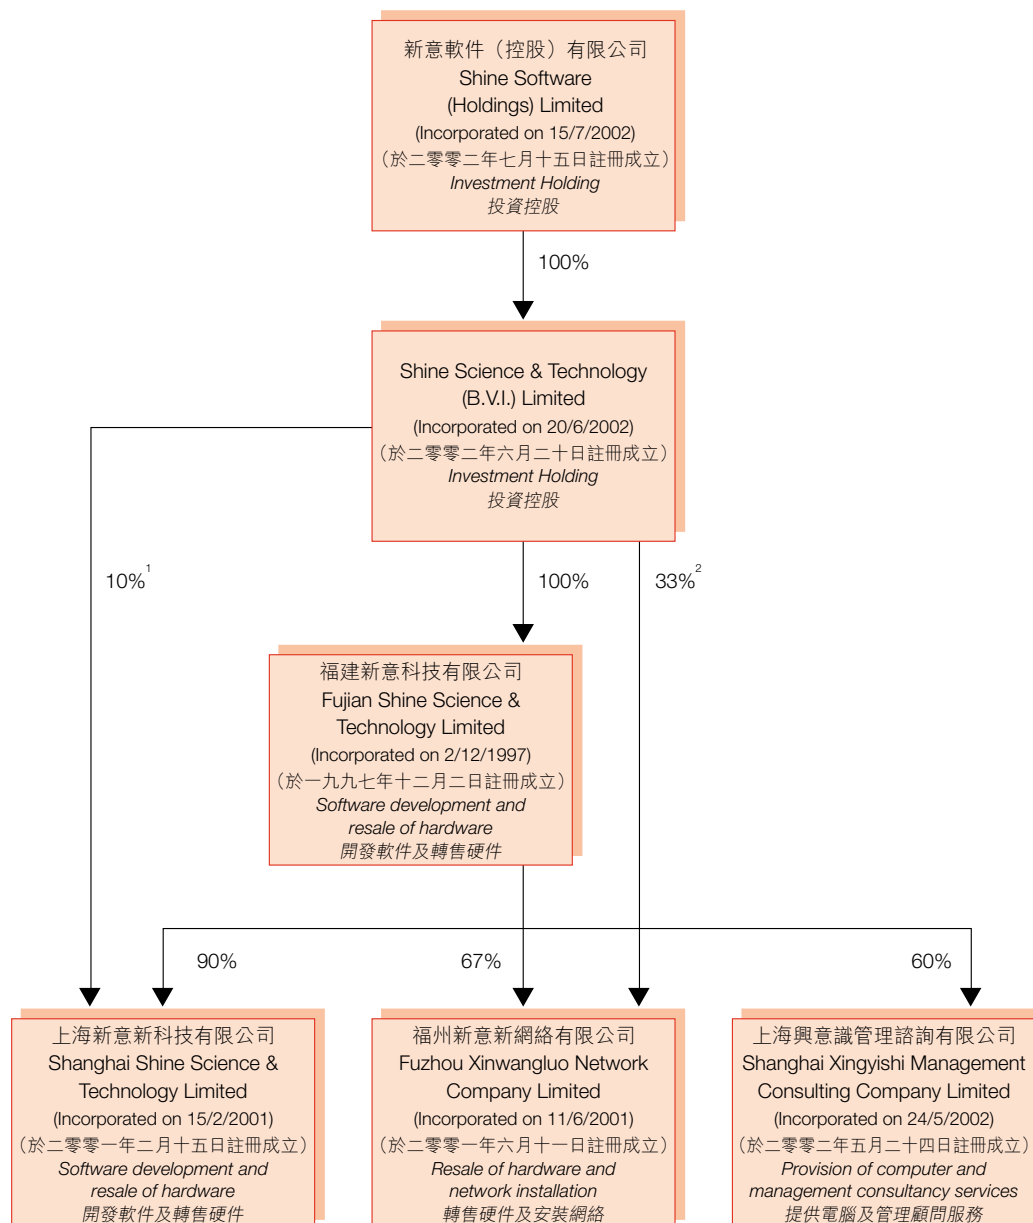 新意軟件（控股）有限公司
Shine Software
(Holdings) Limited
(Incorporated on 15/7/2002)
（於二零零二年七月十五日註冊成立）
Investment Holding
投資控股
100%
Shine Science & Technology
(B.V.I.) Limited
(Incorporated on 20/6/2002)
（於二零零二年六月二十日註冊成立）
Investment Holding
投資控股
10%1
100%
33%2
福建新意科技有限公司
Fujian Shine Science &
Technology Limited
(Incorporated on 2/12/1997)
（於一九九七年十二月二日註冊成立）
Software development and
resale of hardware
開發軟件及轉售硬件
90%
67%
60%
上海新意新科技有限公司
Shanghai Shine Science &
Technology Limited
(Incorporated on 15/2/2001)
（於二零零一年二月十五日註冊成立）
Software development and
resale of hardware
開發軟件及轉售硬件
福州新意新網絡有限公司
Fuzhou Xinwangluo Network
Company Limited
(Incorporated on 11/6/2001)
（於二零零一年六月十一日註冊成立）
Resale of hardware and
network installation
轉售硬件及安裝網絡
上海興意識管理諮詢有限公司
Shanghai Xingyishi Management
Consulting Company Limited
(Incorporated on 24/5/2002)
（於二零零二年五月二十四日註冊成立）
Provision of computer and
management consultancy services
提供電腦及管理顧問服務